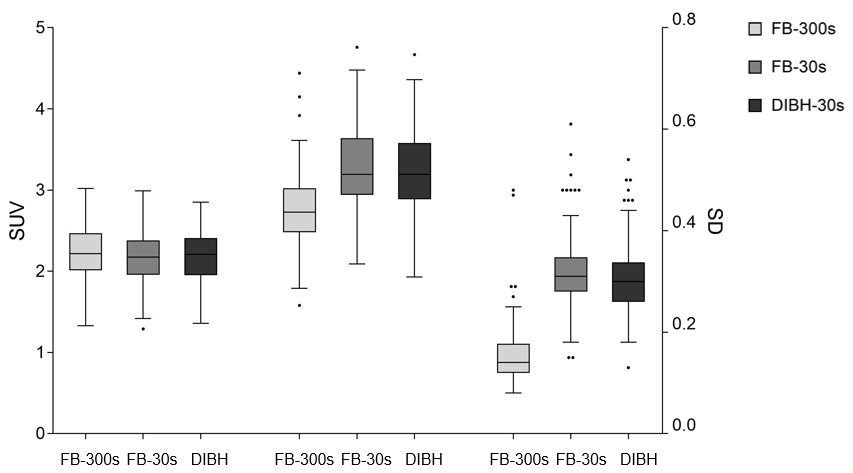 5
4
3
2
1
0
SUV
0.8
0.6
0.4
0.2
0.0
SD
FB-300s
FB-30s
DIBH-30s
FB-300s FB-30s DIBH FB-300s FB-30s DIBH FB-300s FB-30s DIBH